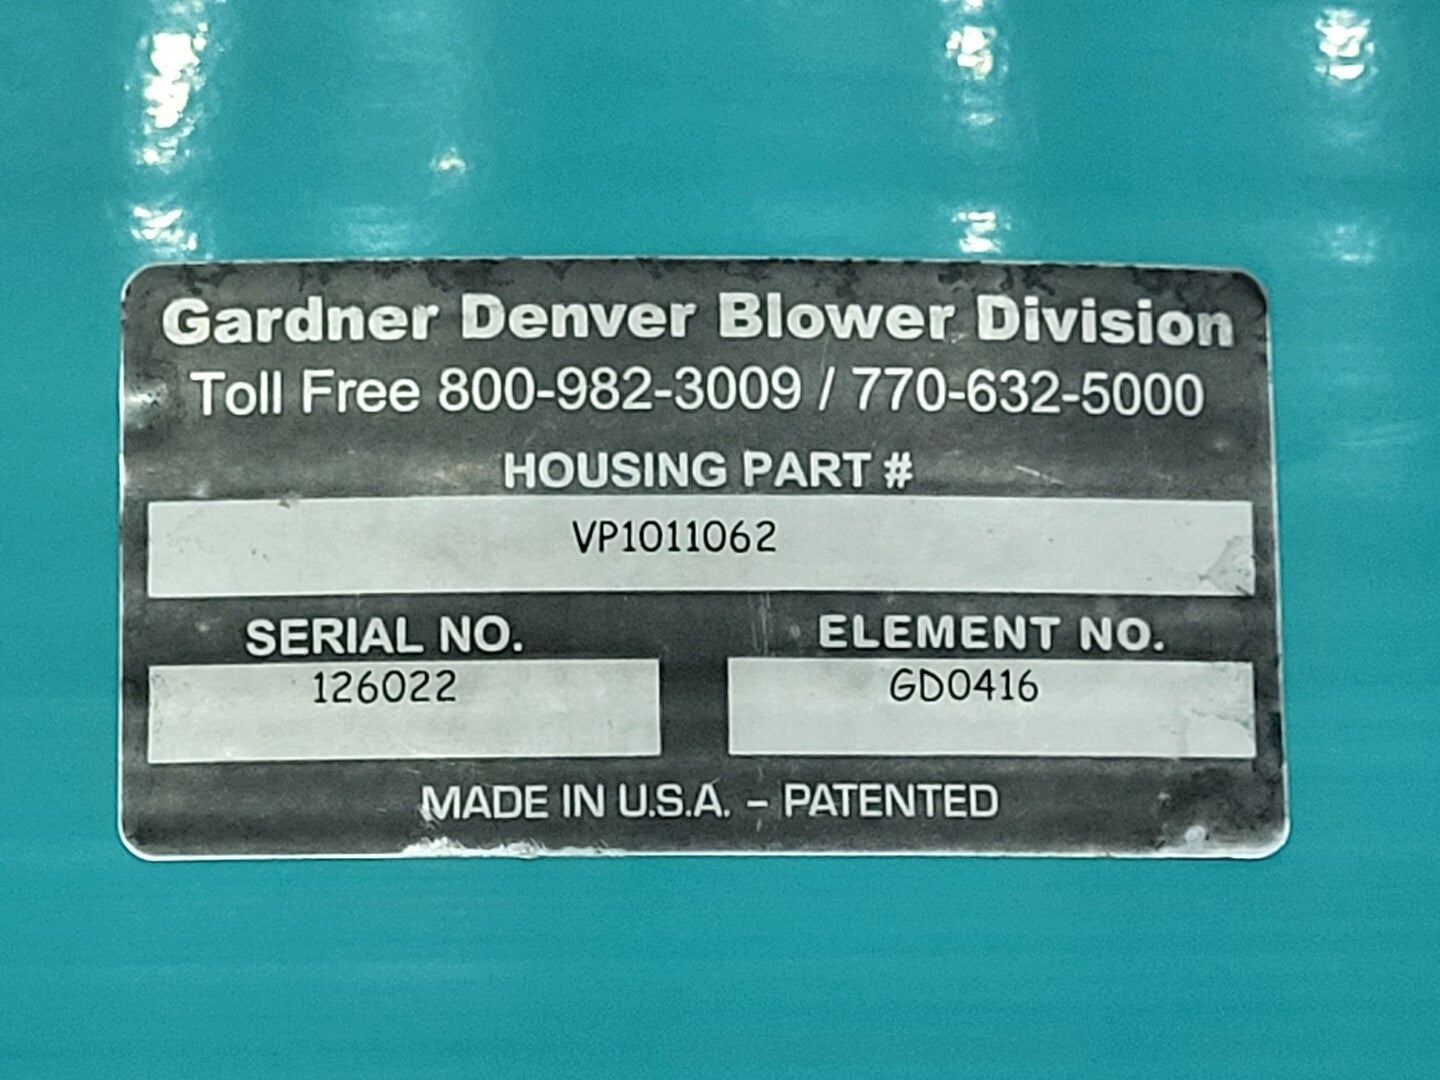 Gardner Denver Blower Division
Toll Free 800-982-3009 / 770-632-5000
HOUSING PART #
VP1011062
SERIAL NO. ELEMENT NO.
126022 GD0416
MADE IN U.S.A. – PATENTED